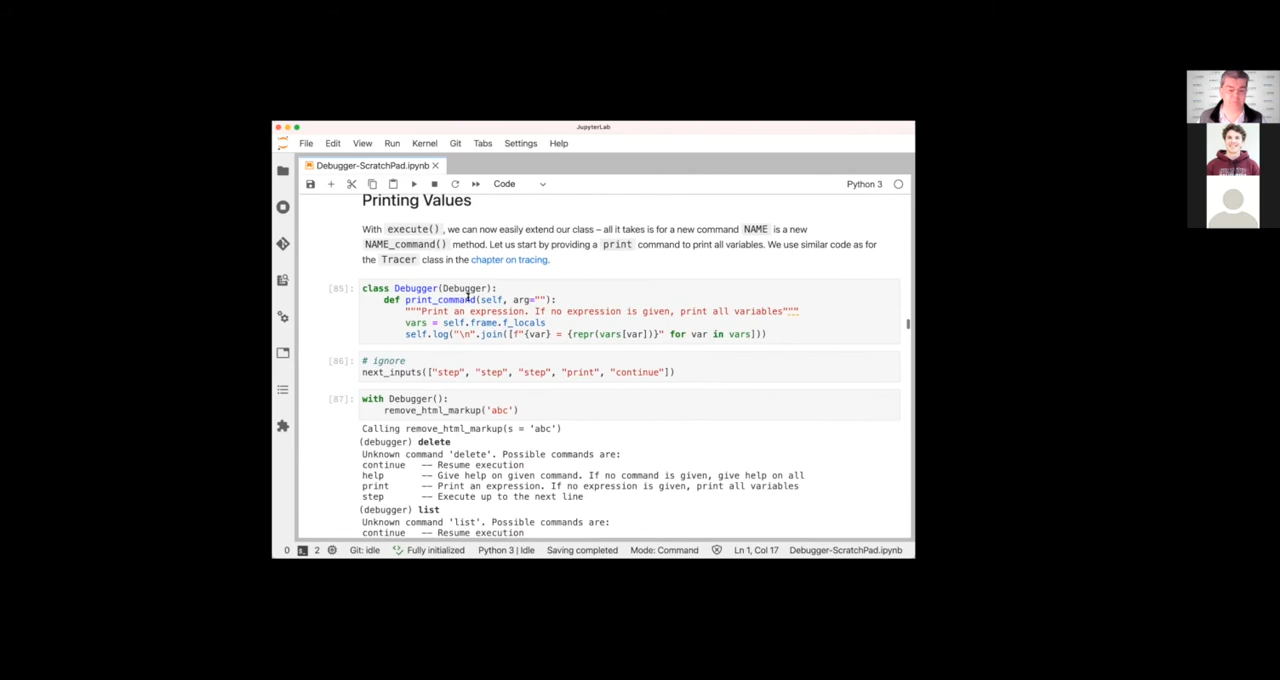 JupyterLab
File Edit View Run Kernel Git Tabs Settings Help
Debugger-ScratchPad.ipynb
Code Python 3
Printing Values
With execute(), we can now easily extend our class – all it takes is for a new command NAME is a new
NAME_command() method. Let us start by providing a print command to print all variables. We use similar code as for
the Tracer class in the chapter on tracing.
[85]: class Debugger(Debugger):
def print_command(self, arg=""):
"""Print an expression. If no expression is given, print all variables"""
vars = self.frame.f_locals
self.log("\n".join([f"{var} = {repr(vars[var])}" for var in vars]))
[86]: # ignore
next_inputs(["step", "step", "step", "print", "continue"])
[87]: with Debugger():
remove_html_markup('abc')
Calling remove_html_markup(s = 'abc')
(debugger) delete
Unknown command 'delete'. Possible commands are:
continue -- Resume execution
help -- Give help on given command. If no command is given, give help on all
print -- Print an expression. If no expression is given, print all variables
step -- Execute up to the next line
(debugger) list
Unknown command 'list'. Possible commands are:
continue -- Resume execution
0 2 Git: idle Fully initialized Python 3 | Idle Saving completed Mode: Command Ln 1, Col 17 Debugger-ScratchPad.ipynb